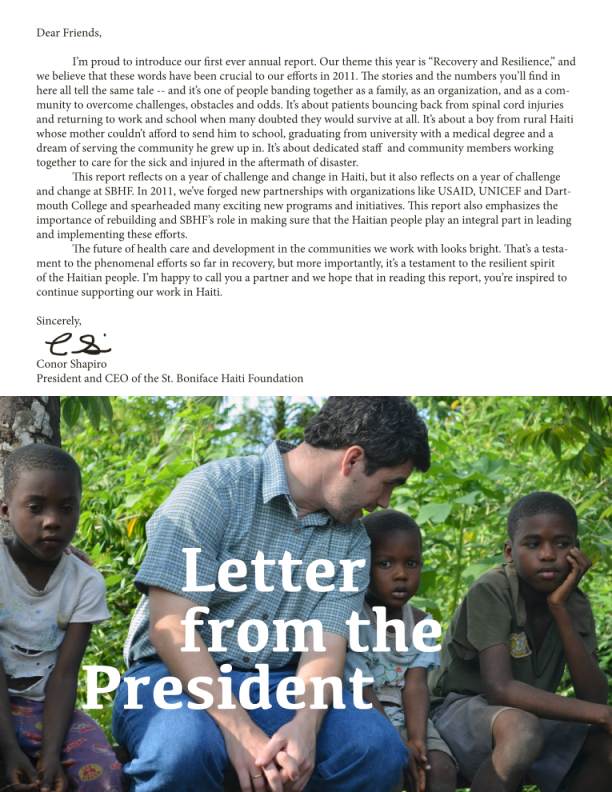 Dear Friends,
I'm proud to introduce our first ever annual report. Our theme this year is “Recovery and Resilience,” and
we believe that these words have been crucial to our efforts in 2011. The stories and the numbers you'll find in
here all tell the same tale -- and it's one of people banding together as a family, as an organization, and as a com-
munity to overcome challenges, obstacles and odds. It's about patients bouncing back from spinal cord injuries
and returning to work and school when many doubted they would survive at all. It's about a boy from rural Haiti
whose mother couldn't afford to send him to school, graduating from university with a medical degree and a
dream of serving the community he grew up in. It's about dedicated staff and community members working
together to care for the sick and injured in the aftermath of disaster.
This report reflects on a year of challenge and change in Haiti, but it also reflects on a year of challenge
and change at SBHF. In 2011, we've forged new partnerships with organizations like USAID, UNICEF and Dart-
mouth College and spearheaded many exciting new programs and initiatives. This report also emphasizes the
importance of rebuilding and SBHF's role in making sure that the Haitian people play an integral part in leading
and implementing these efforts.
The future of health care and development in the communities we work with looks bright. That's a testa-
ment to the phenomenal efforts so far in recovery, but more importantly, it's a testament to the resilient spirit
of the Haitian people. I'm happy to call you a partner and we hope that in reading this report, you're inspired to
continue supporting our work in Haiti.
Sincerely,
Conor Shapiro
President and CEO of the St. Boniface Haiti Foundation
Letter
from the
President